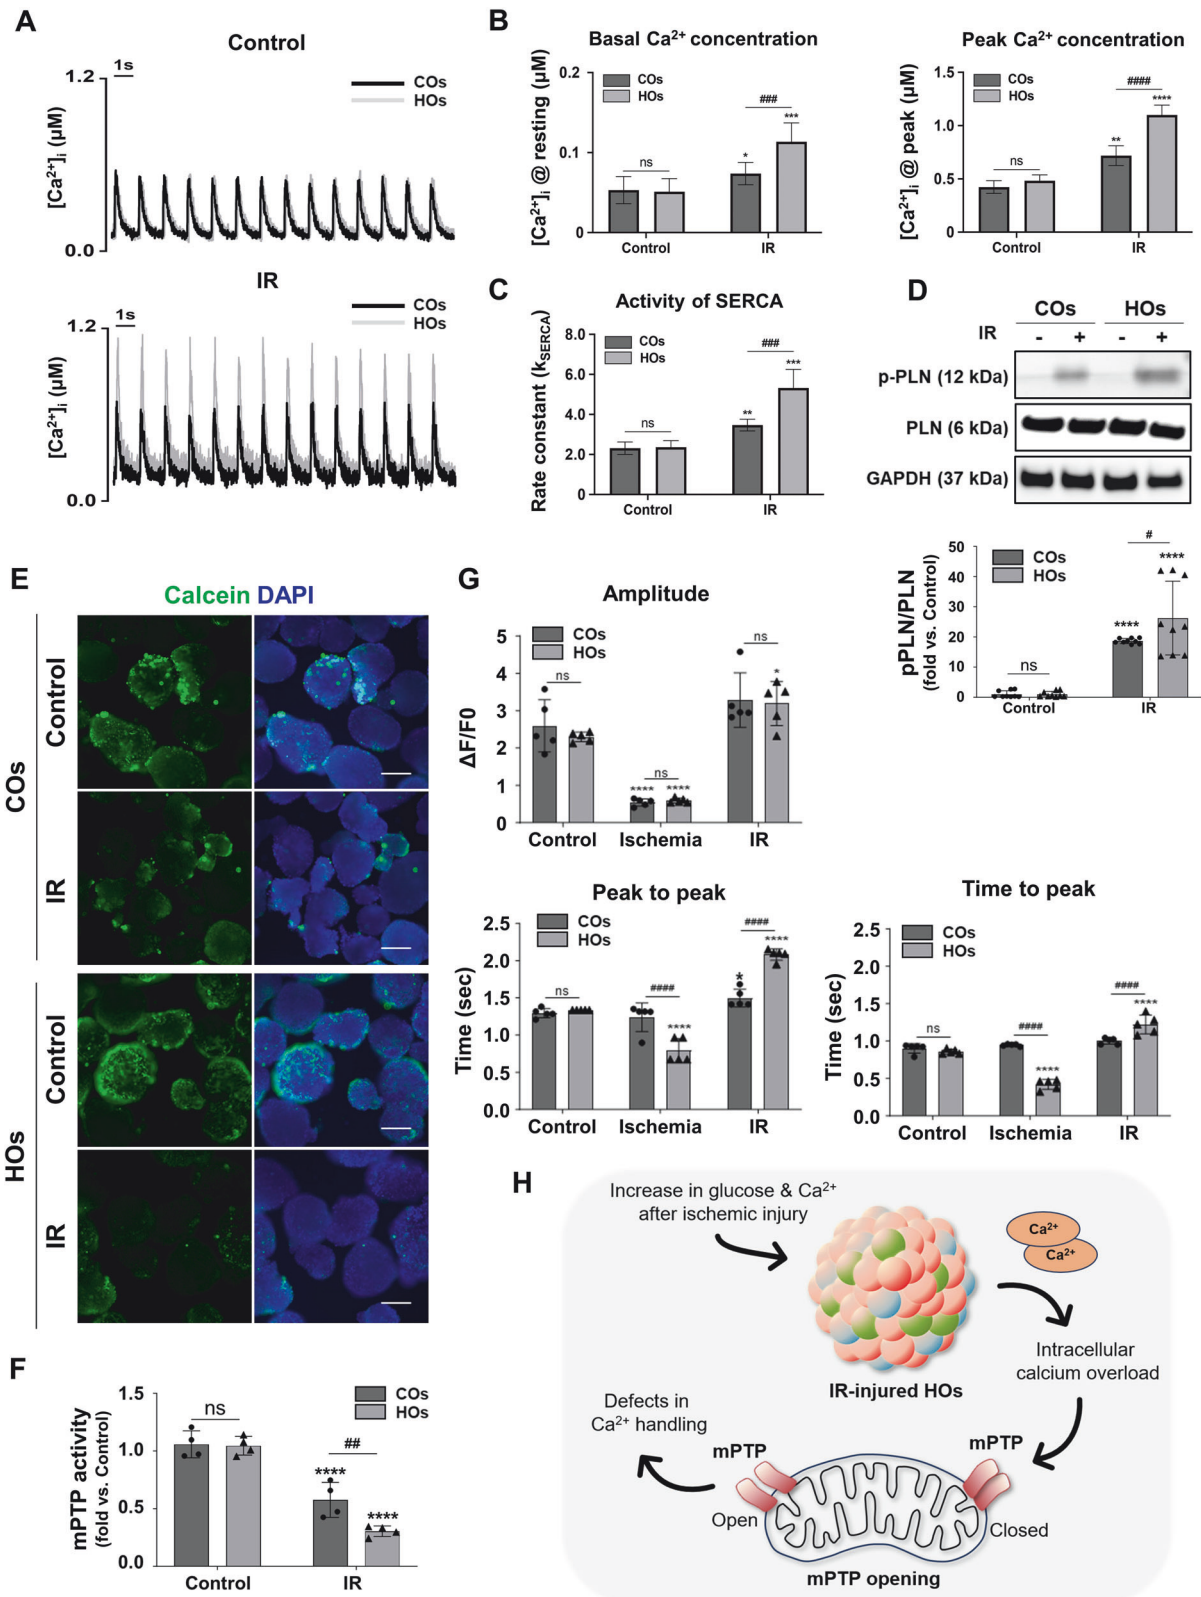 A
Control
1s
1.2
COs
HOs
[Ca²⁺]ᵢ (μM)
0.0
IR
1s
1.2
COs
HOs
[Ca²⁺]ᵢ (μM)
0.0
B
Basal Ca²⁺ concentration
[Ca²⁺]ᵢ @ resting (μM)
0.2
0.1
0
COs
HOs
ns
*
###
***
Control
IR
Peak Ca²⁺ concentration
[Ca²⁺]ᵢ @ peak (μM)
1.5
1.0
0.5
0
COs
HOs
ns
**
####
****
Control
IR
C
Activity of SERCA
Rate constant (kSERCA)
8.0
6.0
4.0
2.0
0
COs
HOs
ns
**
###
***
Control
IR
D
COs
HOs
IR
-
+
-
+
p-PLN (12 kDa)
PLN (6 kDa)
GAPDH (37 kDa)
pPLN/PLN
(fold vs. Control)
50
40
30
20
10
0
COs
HOs
ns
****
#
****
Control
IR
E
Calcein DAPI
COs
Control
IR
HOs
Control
IR
F
mPTP activity
(fold vs. Control)
1.5
1.0
0.5
0.0
COs
HOs
ns
****
##
****
Control
IR
G
Amplitude
ΔF/F0
5
4
3
2
1
0
COs
HOs
ns
****
ns
****
ns
*
Control
Ischemia
IR
Peak to peak
Time (sec)
2.5
2.0
1.5
1.0
0.5
0.0
COs
HOs
ns
####
****
*
####
****
Control
Ischemia
IR
Time to peak
Time (sec)
2.5
2.0
1.5
1.0
0.5
0.0
COs
HOs
ns
####
****
####
****
Control
Ischemia
IR
H
Increase in glucose & Ca²⁺
after ischemic injury
Ca²⁺
Ca²⁺
IR-injured HOs
Intracellular
calcium overload
Defects in
Ca²⁺ handling
mPTP
mPTP
Open
Closed
mPTP opening